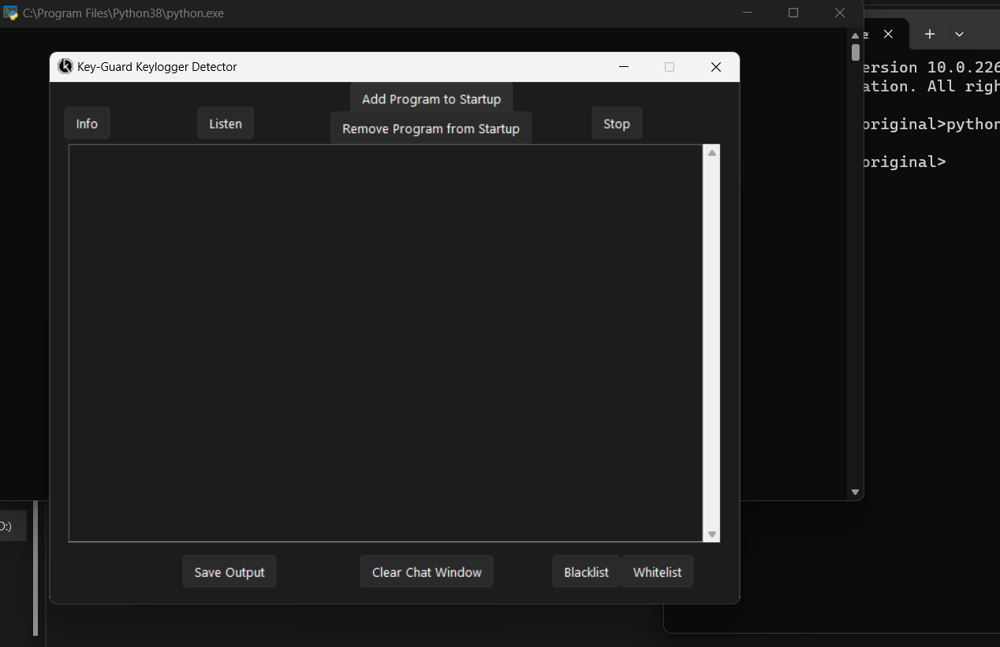 C:\Program Files\Python38\python.exe
Key-Guard Keylogger Detector
Add Program to Startup
Info
Listen
Remove Program from Startup
Stop
Save Output
Clear Chat Window
Blacklist
Whitelist
ersion 10.0.226
ation. All righ
original>python
original>